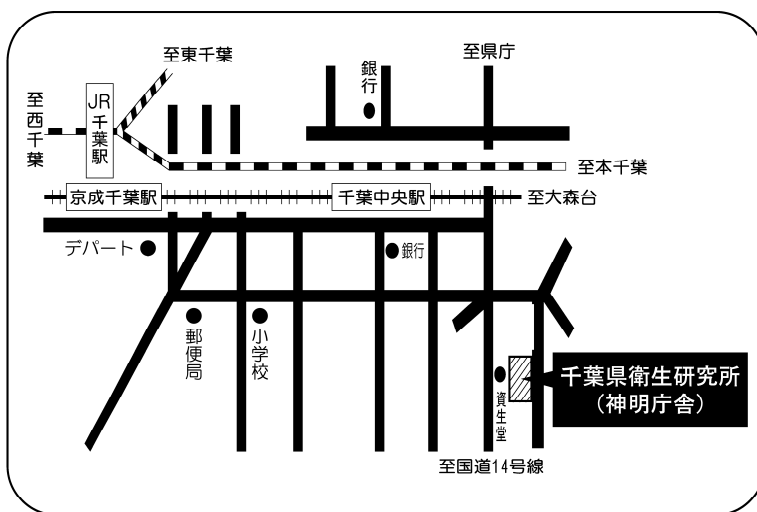 至東千葉
至県庁
銀行
JR千葉駅
至西千葉
至本千葉
京成千葉駅
千葉中央駅
至大森台
デパート
銀行
郵便局
小学校
千葉県衛生研究所
(神明庁舎)
資生堂
至国道14号線